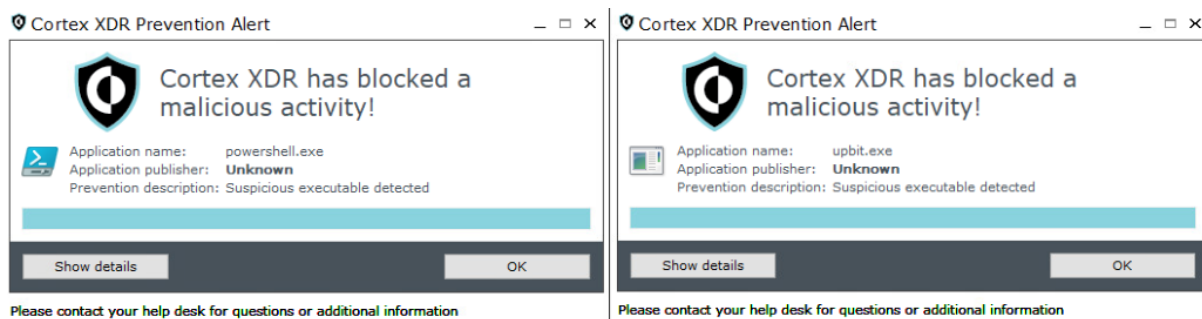 Cortex XDR Prevention Alert
Cortex XDR has blocked a
malicious activity!
Application name: powershell.exe
Application publisher: Unknown
Prevention description: Suspicious executable detected
Show details
OK
Please contact your help desk for questions or additional information
Cortex XDR Prevention Alert
Cortex XDR has blocked a
malicious activity!
Application name: upbit.exe
Application publisher: Unknown
Prevention description: Suspicious executable detected
Show details
OK
Please contact your help desk for questions or additional information